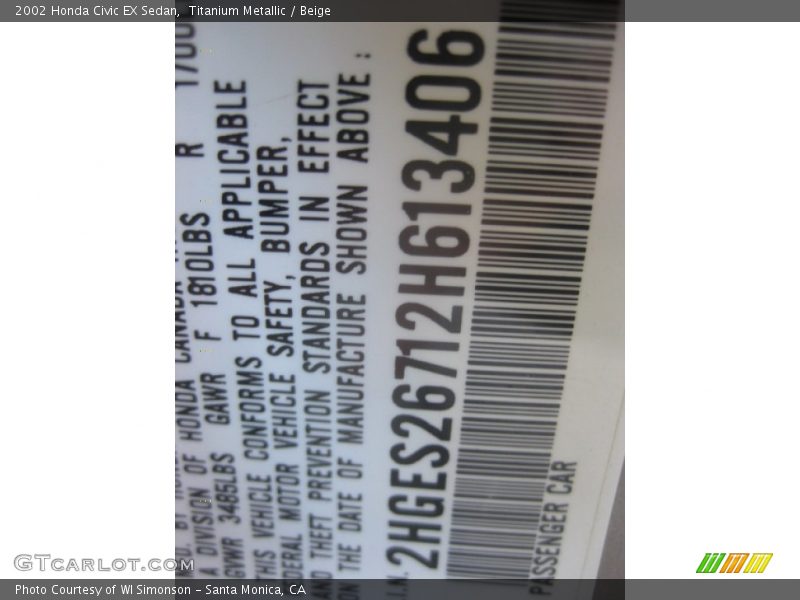 2002 Honda Civic EX Sedan, Titanium Metallic / Beige
A DIVISION OF HONDA CANADA
GVWR 3485LBS GAWR F 1810LBS R
THIS VEHICLE CONFORMS TO ALL APPLICABLE
FEDERAL MOTOR VEHICLE SAFETY, BUMPER,
AND THEFT PREVENTION STANDARDS IN EFFECT
ON THE DATE OF MANUFACTURE SHOWN ABOVE :
V.I.N. 2HGES26712H613406
PASSENGER CAR
GTCARLOT.COM
Photo Courtesy of WI Simonson - Santa Monica, CA